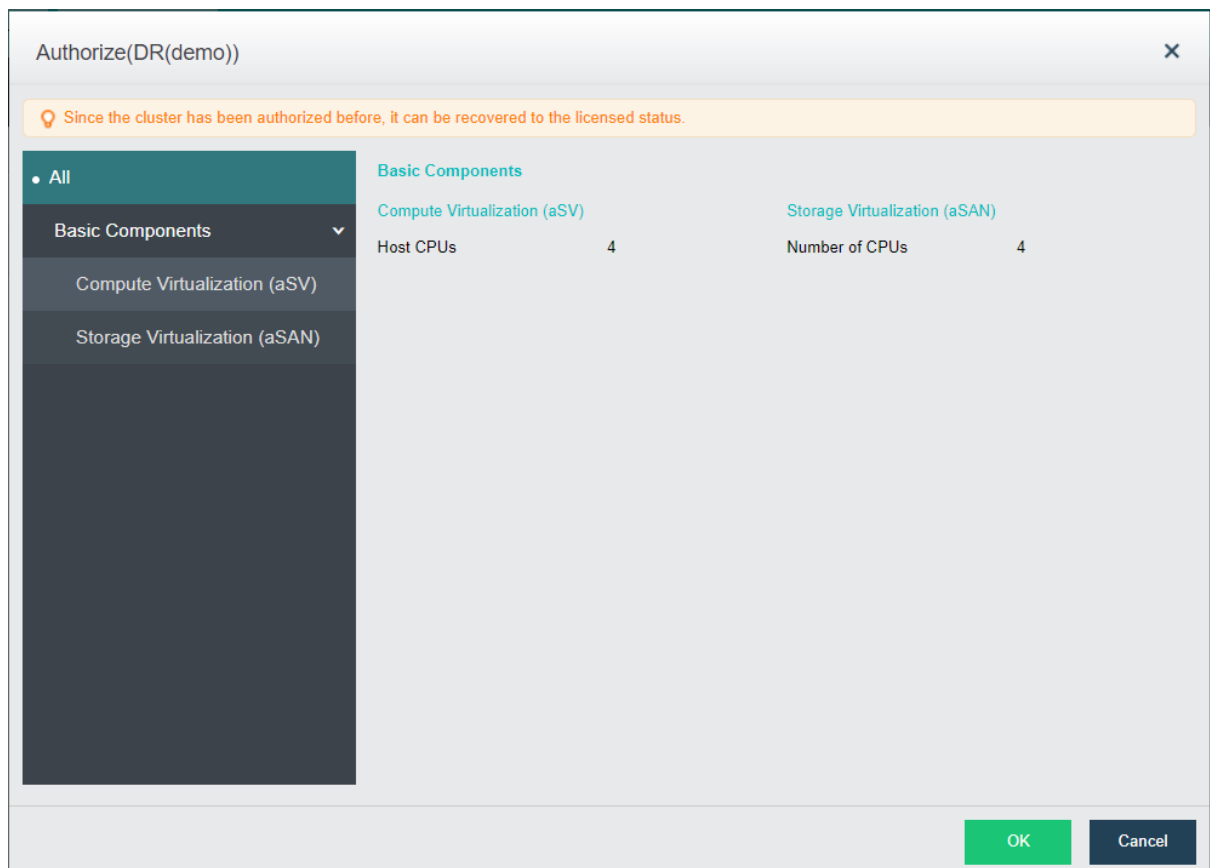 Authorize(DR(demo))
Since the cluster has been authorized before, it can be recovered to the licensed status.
All
Basic Components
Compute Virtualization (aSV)
Storage Virtualization (aSAN)
Basic Components
Compute Virtualization (aSV)
Host CPUs 4
Storage Virtualization (aSAN)
Number of CPUs 4
OK
Cancel